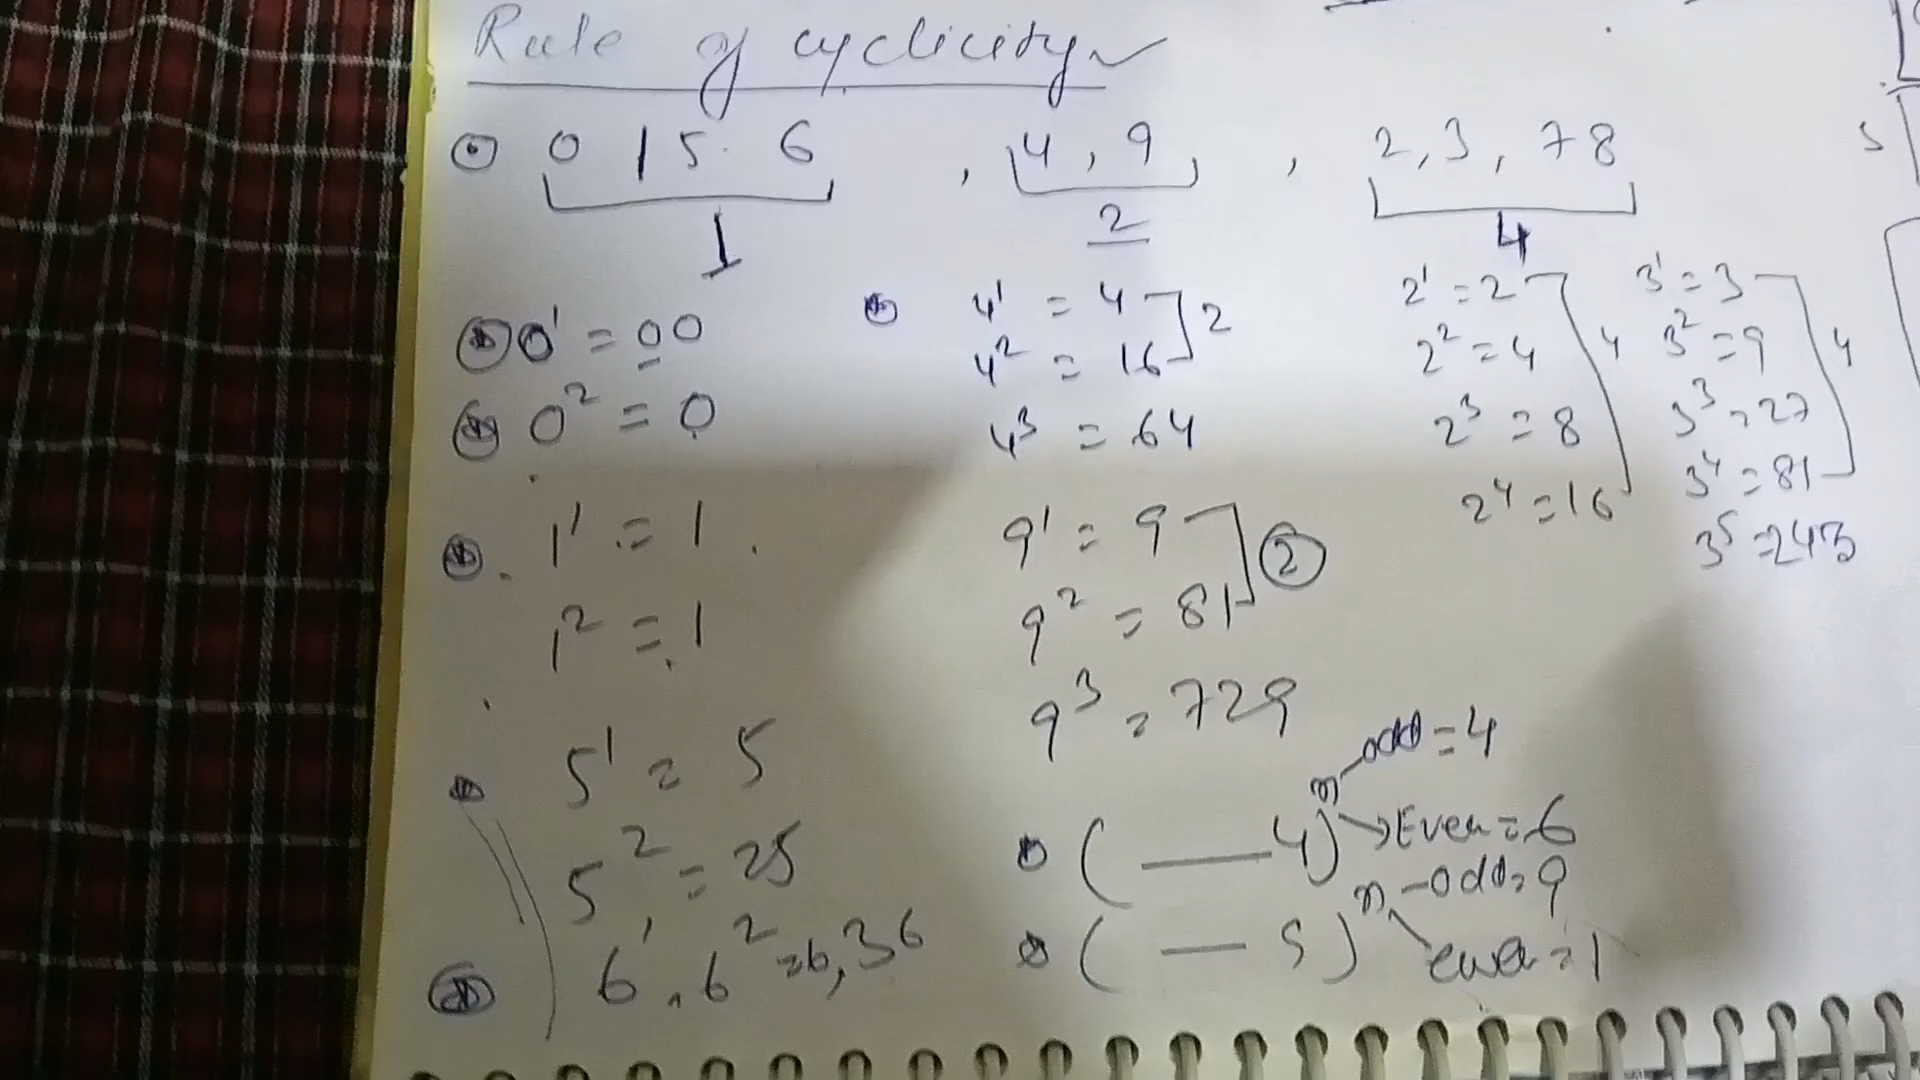 Rule of cyclicity
0 1 5. 6 , 4, 9, , 2, 3, 7 8
1 2 4
0¹ = 00
0² = 0
1¹ = 1.
1² = 1
5¹ = 5
5² = 25
6¹, 6² = 6, 36
4¹ = 4
4² = 16
2
4³ = 64
9¹ = 9
9² = 81
2
9³ = 729
2¹ = 2
2² = 4
2³ = 8
2⁴ = 16
4
3¹ = 3
3² = 9
3³ = 27
3⁴ = 81
4
3⁵ = 243
( — 4)ⁿ odd = 4
→ Even = 6
( — 9)ⁿ - odd = 9
even = 1